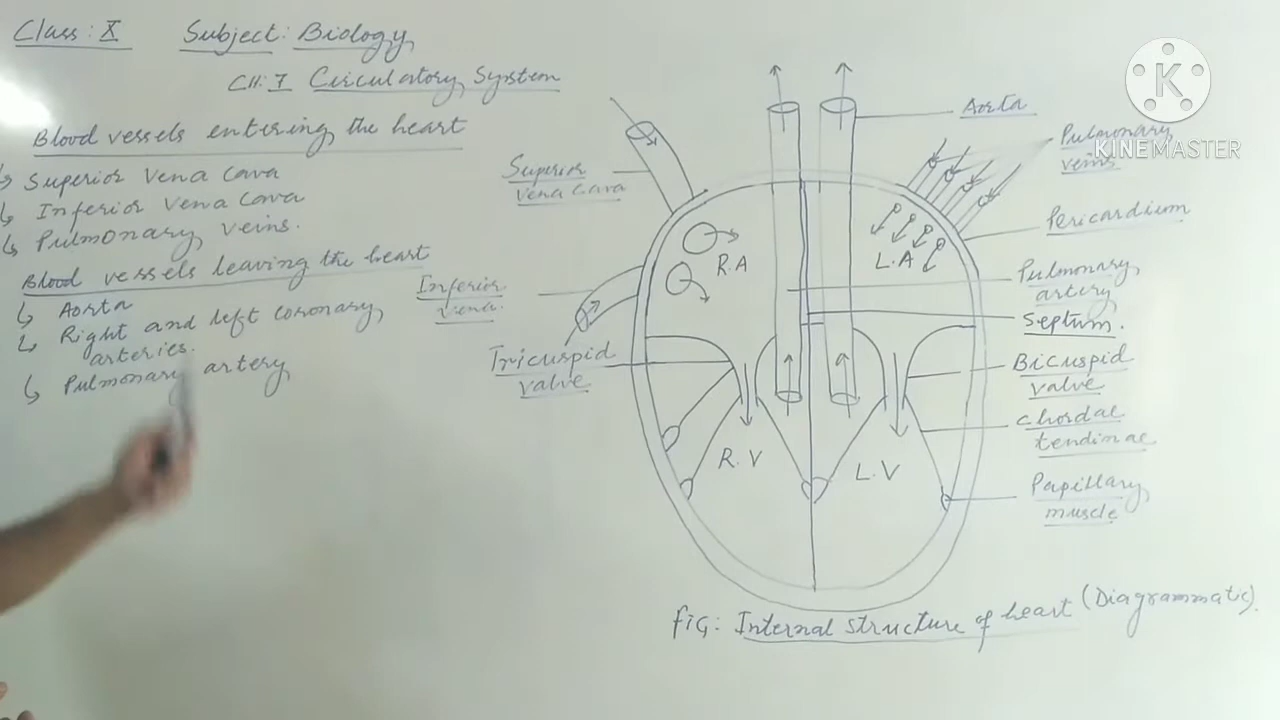 Class: X Subject: Biology
CH: 7 Circulatory System
Blood vessels entering the heart
Superior Vena Cava
Inferior Vena Cava
Pulmonary veins.
Blood vessels leaving the heart
Aorta
Right and left coronary
arteries.
Pulmonary artery
Aorta
Pulmonary
veins
Superior
Vena Cava
Pericardium
R.A
L.A
Inferior
vena.
Pulmonary
artery
Septum.
Tricuspid
valve
Bicuspid
valve
Chordae
tendinae
R.V
L.V
Papillary
muscle
fig: Internal structure of heart (Diagrammatic).
K
KINEMASTER